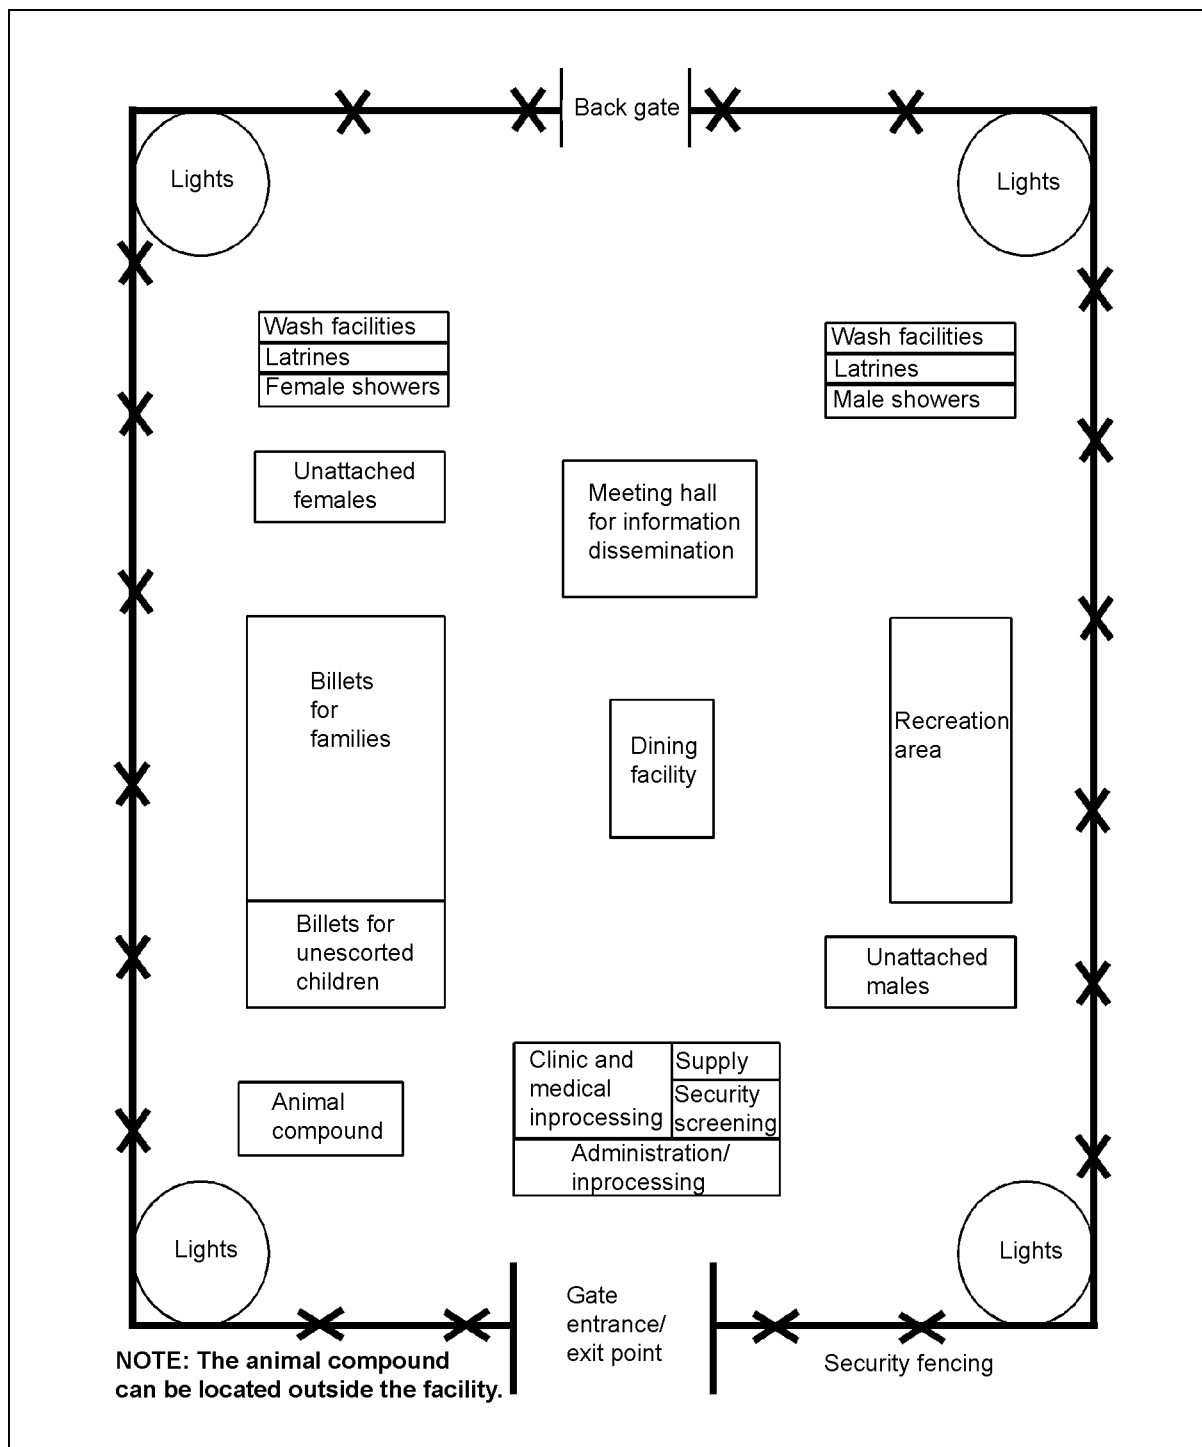 Back gate
Lights
Lights
Wash facilities
Latrines
Female showers
Wash facilities
Latrines
Male showers
Unattached
females
Meeting hall
for information
dissemination
Billets
for
families
Dining
facility
Recreation
area
Billets for
unescorted
children
Unattached
males
Clinic and
medical
inprocessing
Supply
Security
screening
Administration/
inprocessing
Animal
compound
Lights
Lights
Gate
entrance/
exit point
Security fencing
NOTE: The animal compound
can be located outside the facility.